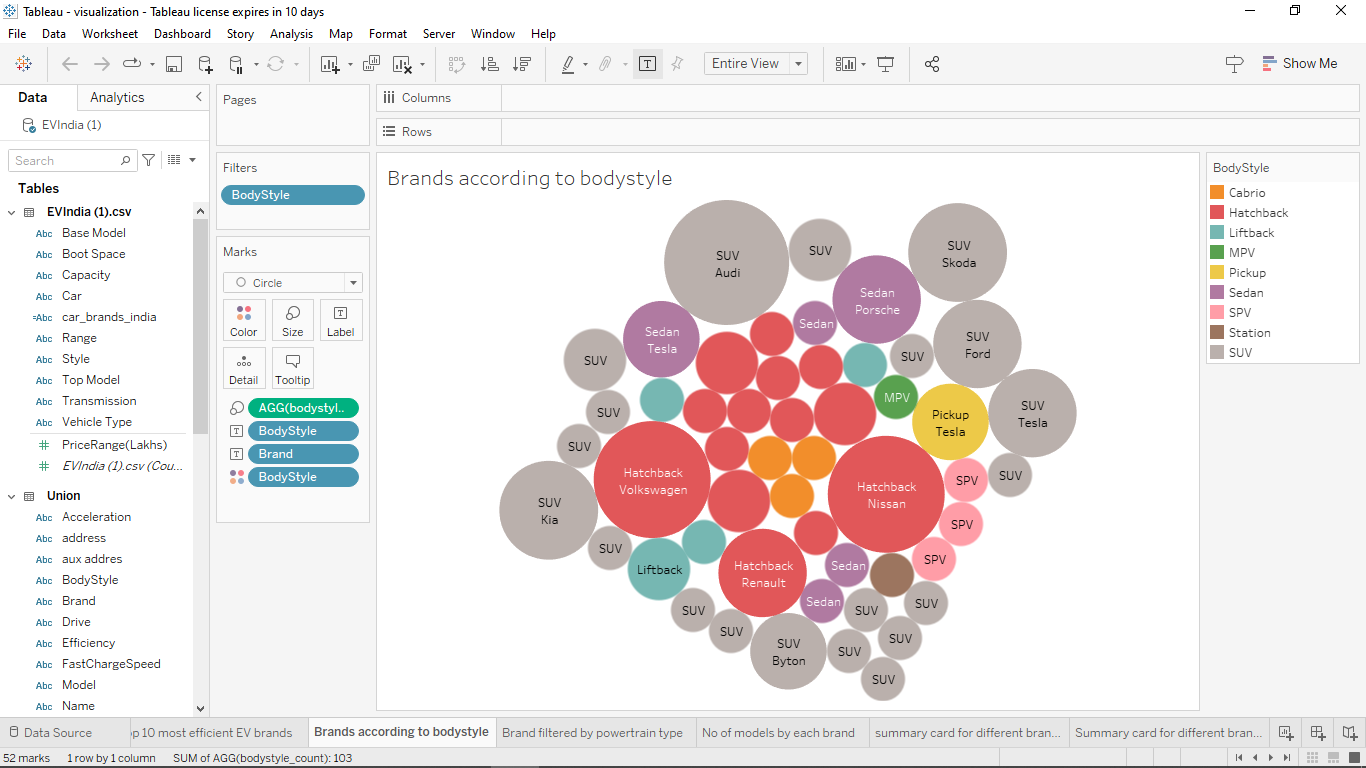 Tableau - visualization - Tableau license expires in 10 days
File Data Worksheet Dashboard Story Analysis Map Format Server Window Help
Entire View
Show Me
Data
Analytics
EVIndia (1)
Search
Tables
EVIndia (1).csv
Abc Base Model
Abc Boot Space
Abc Capacity
Abc Car
=Abc car_brands_india
Abc Range
Abc Style
Abc Top Model
Abc Transmission
Abc Vehicle Type
# PriceRange(Lakhs)
# EVIndia (1).csv (Cou...
Union
Abc Acceleration
Abc address
Abc aux addres
Abc BodyStyle
Abc Brand
Abc Drive
Abc Efficiency
Abc FastChargeSpeed
Abc Model
Abc Name
Pages
Filters
BodyStyle
Marks
Circle
Color
Size
T
Label
Detail
Tooltip
AGG(bodystyl..
T BodyStyle
T Brand
BodyStyle
Columns
Rows
Brands according to bodystyle
SUV
Audi
SUV
SUV
Skoda
Sedan
Porsche
Sedan
Sedan
Tesla
SUV
Ford
SUV
SUV
MPV
SUV
Pickup
Tesla
SUV
Tesla
SUV
Hatchback
Volkswagen
Hatchback
Nissan
SPV
SUV
SUV
Kia
SPV
SUV
Liftback
Hatchback
Renault
Sedan
SPV
Sedan
SUV
SUV
SUV
SUV
SUV
Byton
SUV
SUV
SUV
BodyStyle
Cabrio
Hatchback
Liftback
MPV
Pickup
Sedan
SPV
Station
SUV
Data Source
op 10 most efficient EV brands
Brands according to bodystyle
Brand filtered by powertrain type
No of models by each brand
summary card for different bran...
Summary card for different bran...
52 marks
1 row by 1 column
SUM of AGG(bodystyle_count): 103